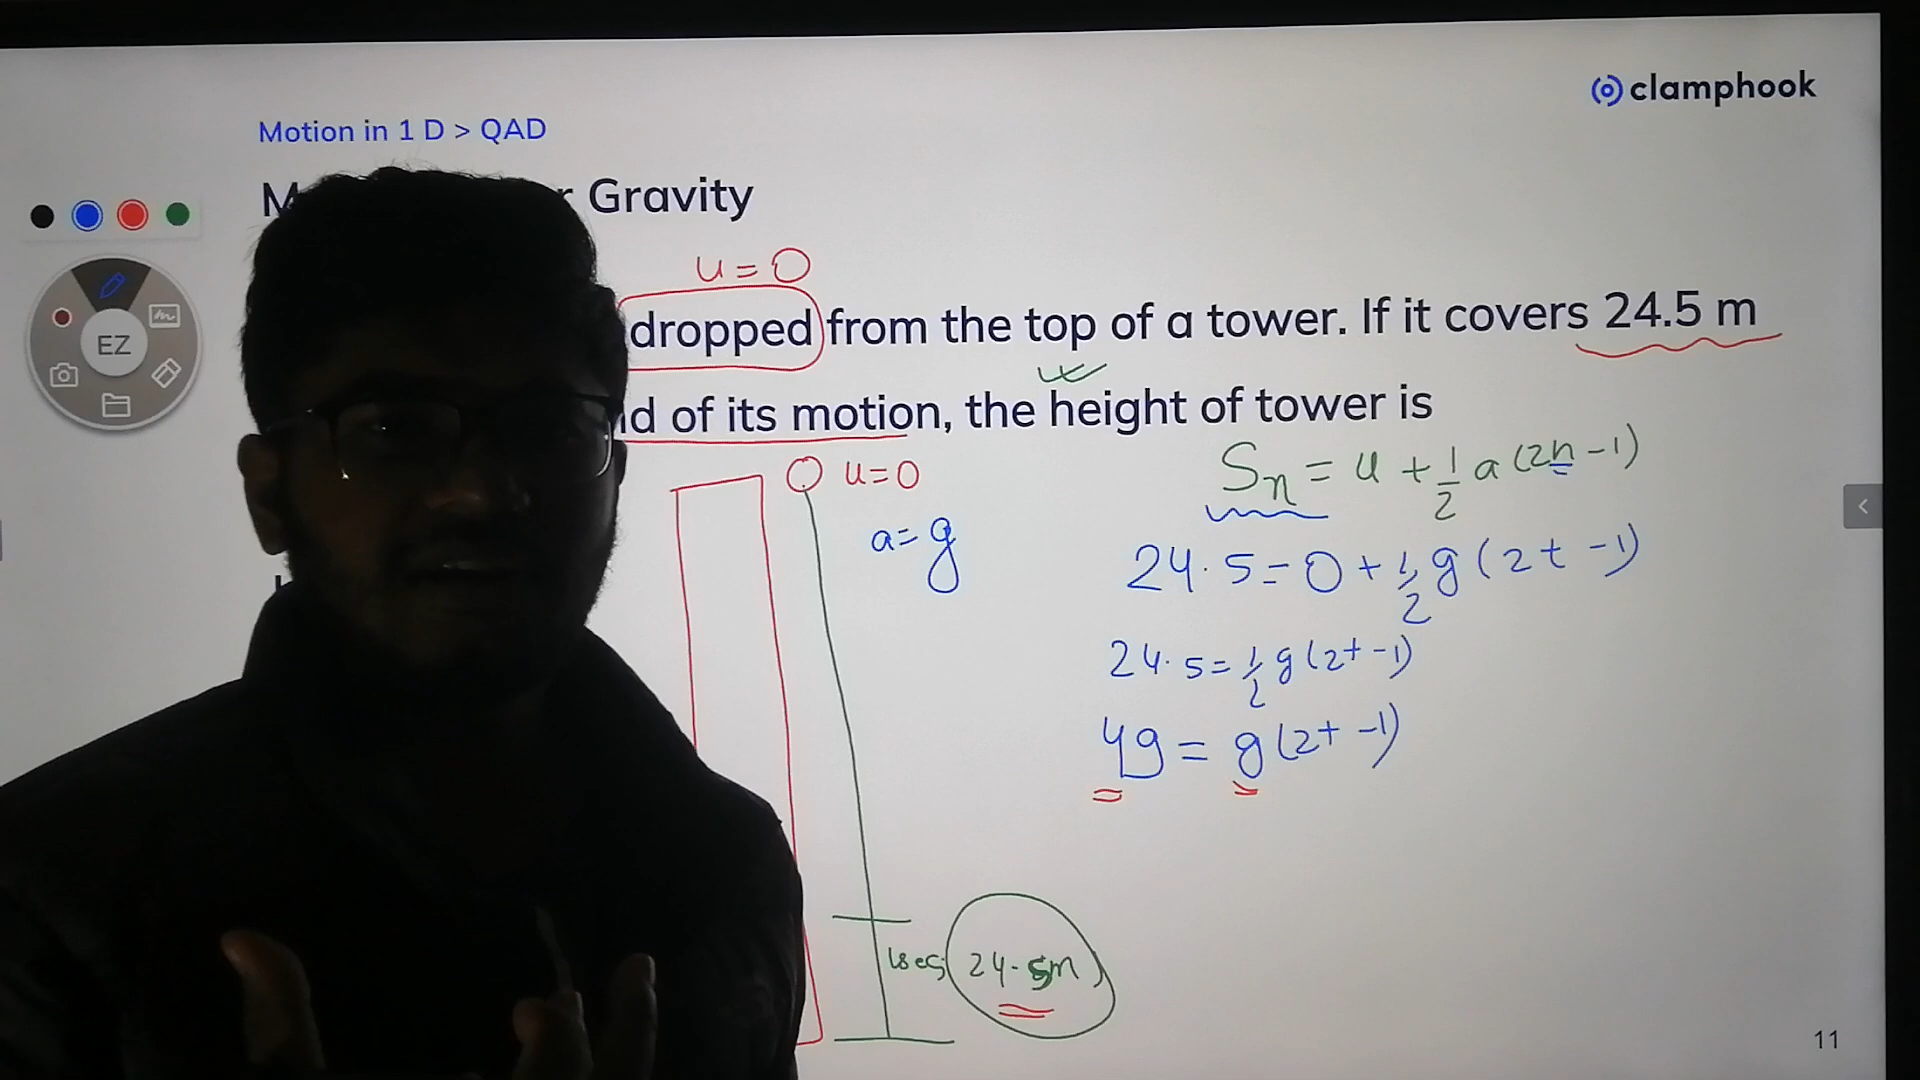 clamphook
Motion in 1 D > QAD
Gravity
u = 0
dropped from the top of a tower. If it covers 24.5 m
of its motion, the height of tower is
u=0
a=g
Sn = u + 1/2 a (2n -1)
24.5 = 0 + 1/2 g (2t -1)
24.5 = 1/2 g (2t -1)
49 = g (2t -1)
1sec
24.5m
EZ
11